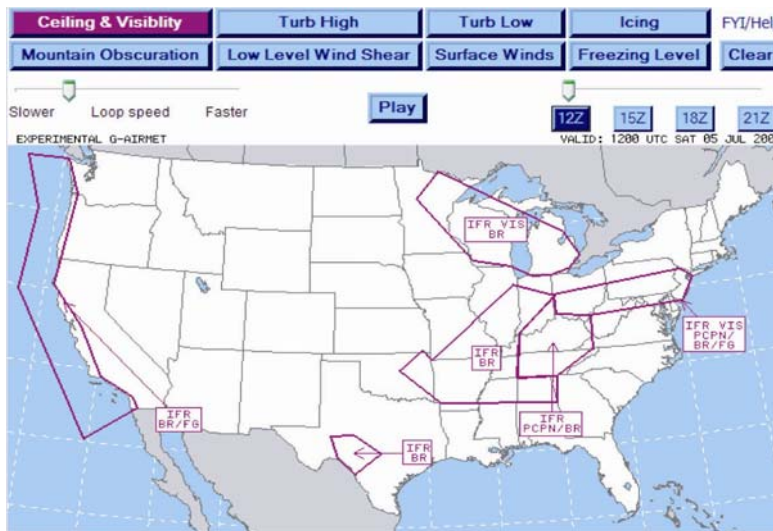 Ceiling & Visiblity
Turb High
Turb Low
Icing
Mountain Obscuration
Low Level Wind Shear
Surface Winds
Freezing Level
Clear
Slower
Loop speed
Faster
Play
12Z
15Z
18Z
21Z
EXPERIMENTAL G-AIRMET
VALID: 1200 UTC SAT 05 JUL
IFR VIS
BR
IFR VIS
PCPN/
BR/FG
IFR
BR
IFR
BR/FG
IFR
PCPN/BR
IFR
BR